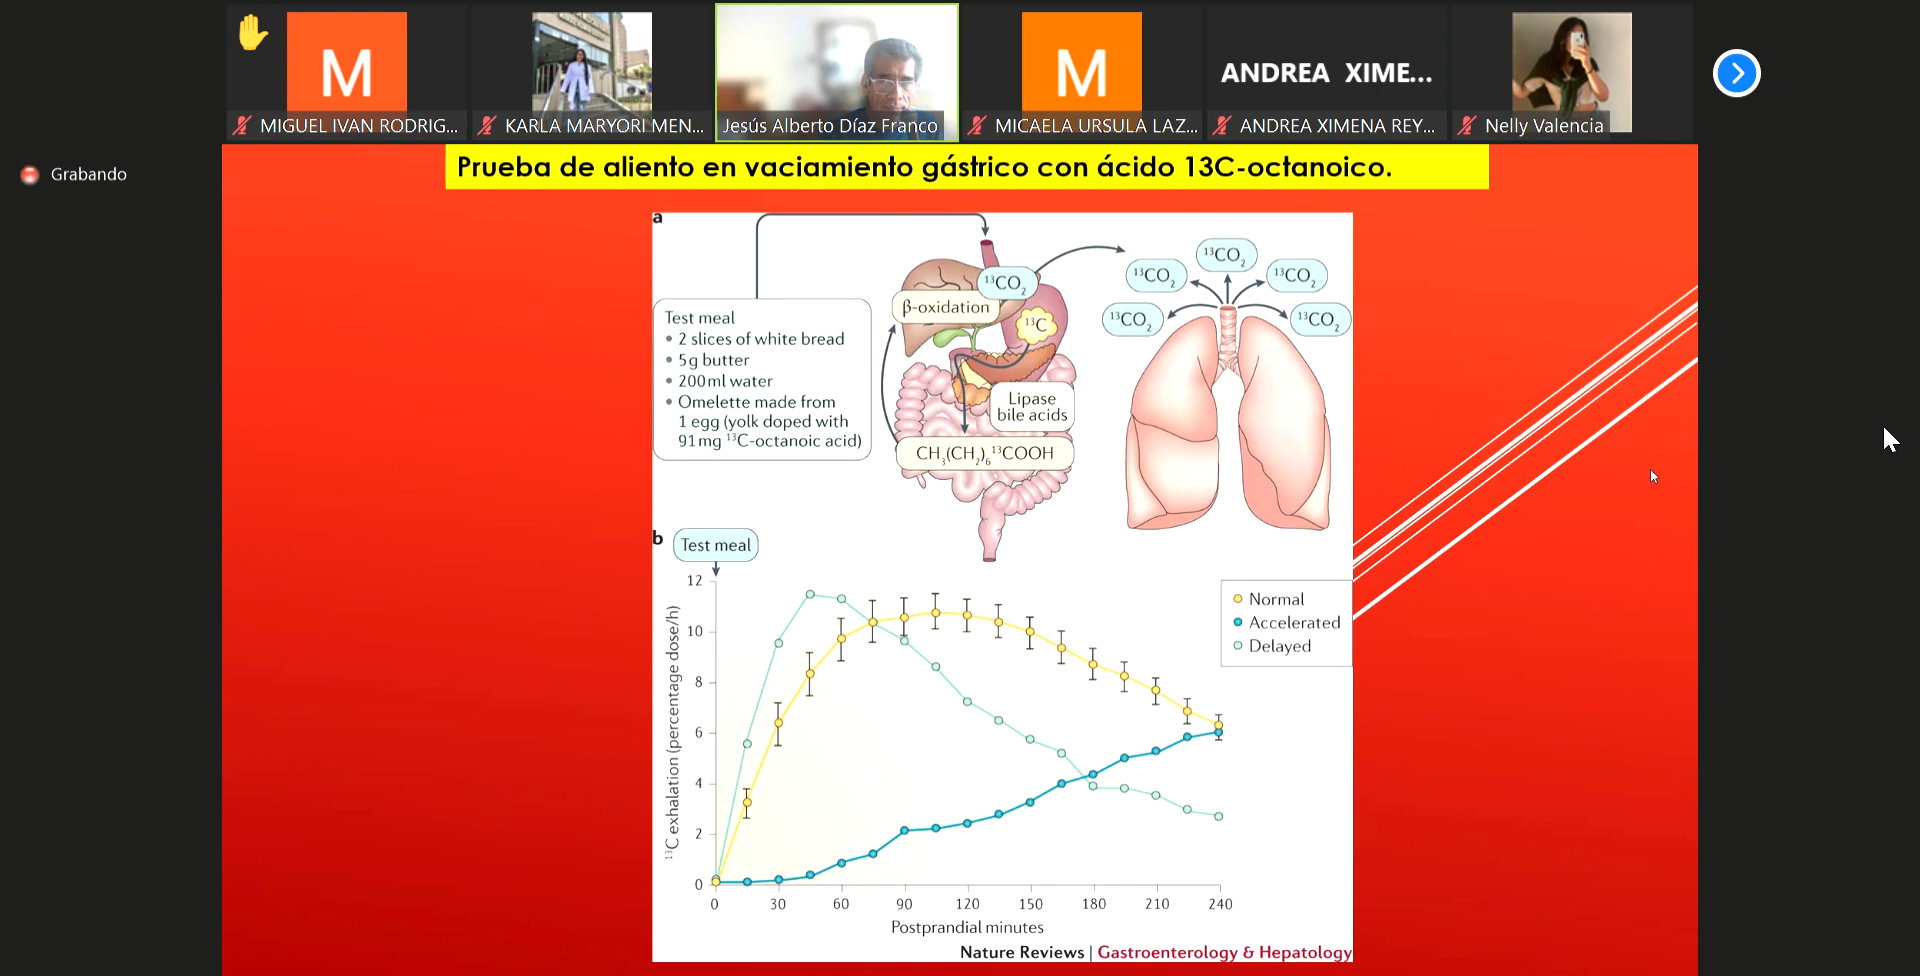 M
ANDREA XIME...
M
MIGUEL IVAN RODRIG...
KARLA MARYORI MEN...
Jesús Alberto Díaz Franco
MICAELA URSULA LAZ...
ANDREA XIMENA REY...
Nelly Valencia
Grabando
Prueba de aliento en vaciamiento gástrico con ácido 13C-octanoico.
a
Test meal
• 2 slices of white bread
• 5g butter
• 200ml water
• Omelette made from
1 egg (yolk doped with
91mg ¹³C-octanoic acid)
¹³CO₂
β-oxidation
¹³C
Lipase
bile acids
CH₃(CH₂)₆¹³COOH
¹³CO₂
¹³CO₂
¹³CO₂
¹³CO₂
¹³CO₂
b
Test meal
¹³C exhalation (percentage dose/h)
12
10
8
6
4
2
0
0 30 60 90 120 150 180 210 240
Postprandial minutes
Normal
Accelerated
Delayed
Nature Reviews | Gastroenterology & Hepatology